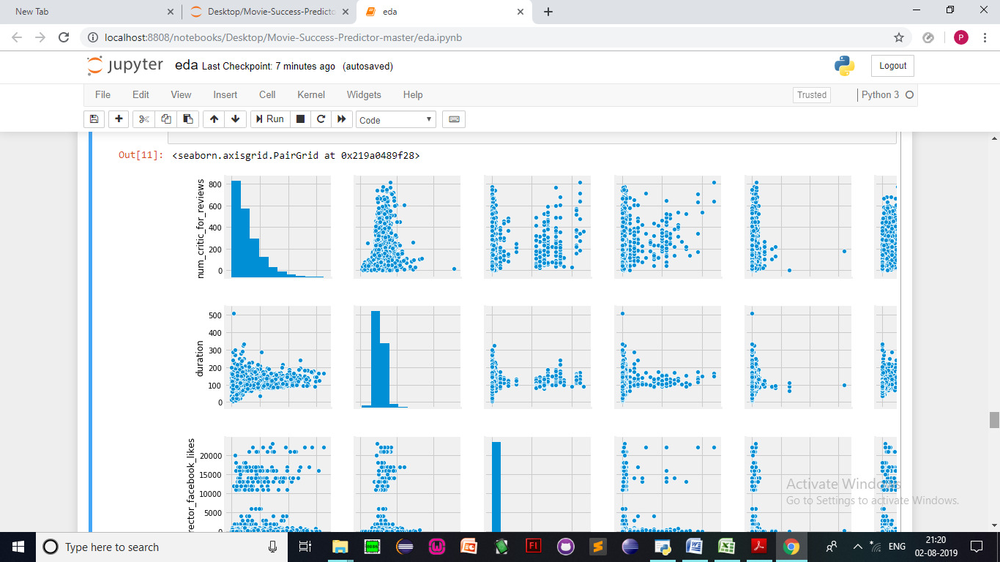 New Tab
Desktop/Movie-Success-Predicto
eda
localhost:8808/notebooks/Desktop/Movie-Success-Predictor-master/eda.ipynb
P
jupyter eda Last Checkpoint: 7 minutes ago (autosaved)
Logout
File Edit View Insert Cell Kernel Widgets Help
Trusted
Python 3
Run
Code
Out[11]: <seaborn.axisgrid.PairGrid at 0x219a0489f28>
num_critic_for_reviews
800
600
400
200
0
duration
500
400
300
200
100
0
rector_facebook_likes
20000
15000
10000
5000
0
Activate Windows
Go to Settings to activate Windows.
Type here to search
8086
Fl
ENG
21:20
02-08-2019